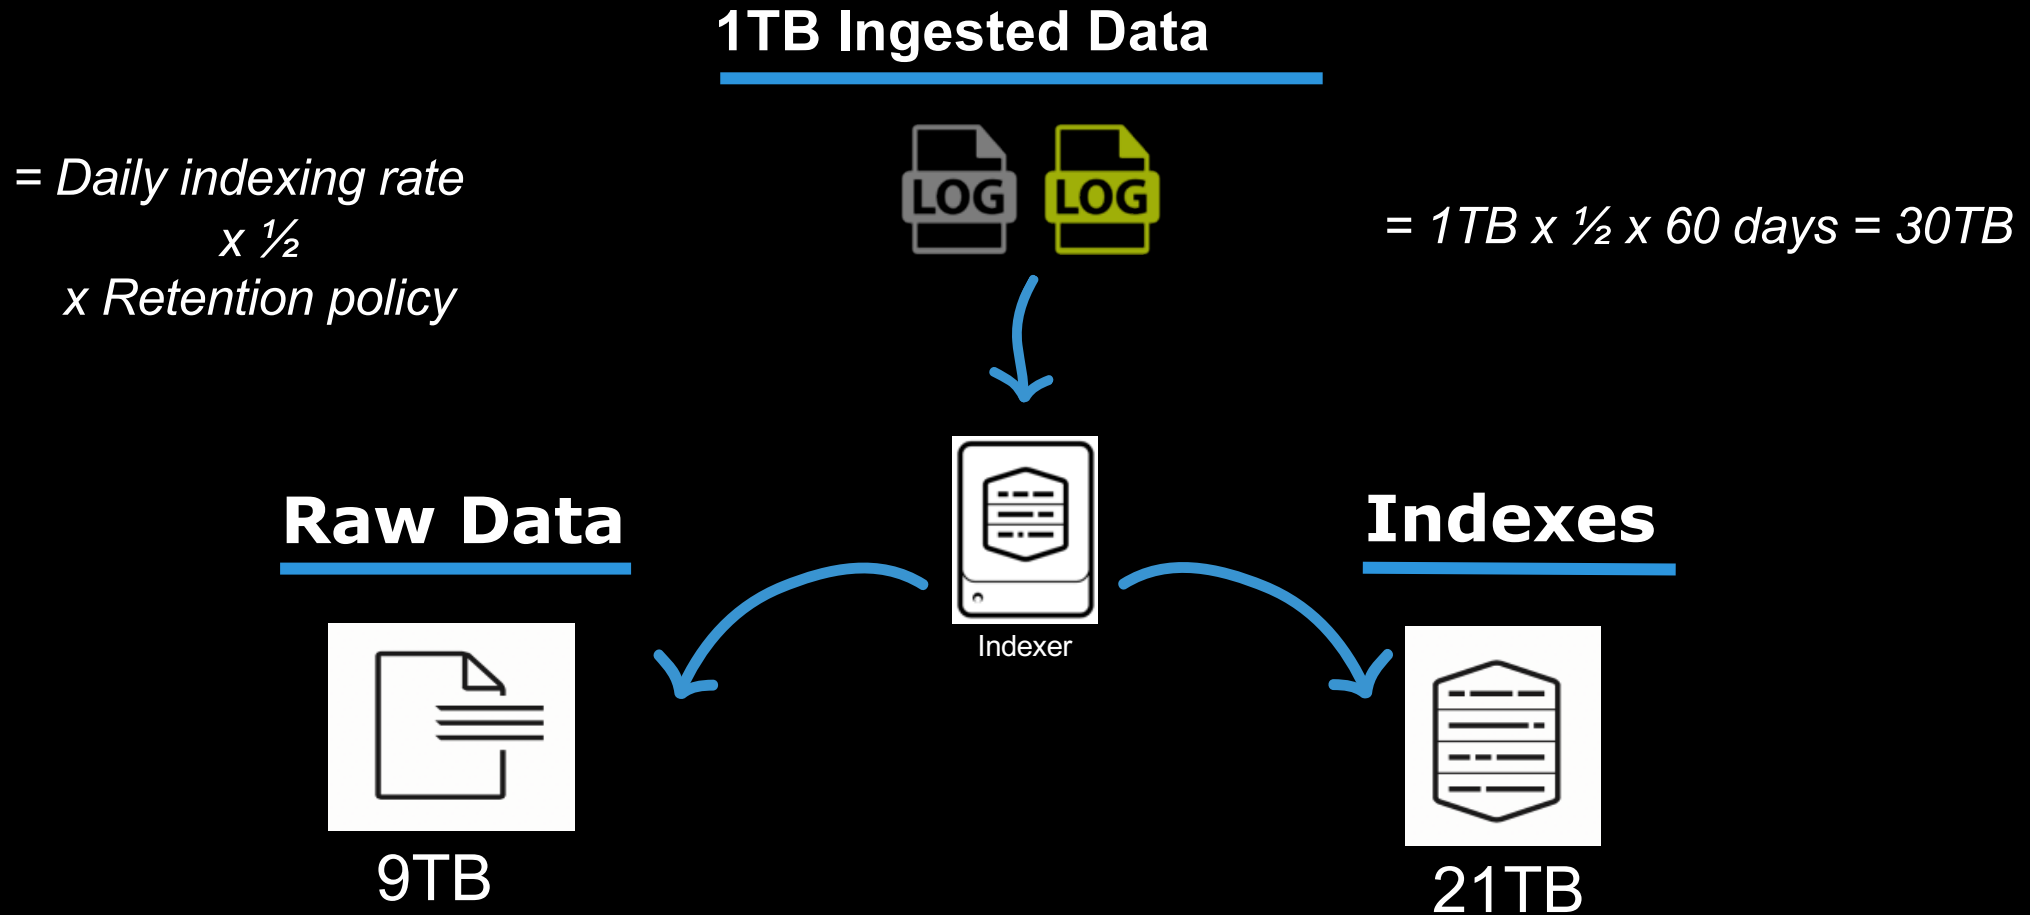 1TB Ingested Data
= Daily indexing rate
x ½
x Retention policy
LOG
LOG
= 1TB x ½ x 60 days = 30TB
Raw Data
Indexer
Indexes
9TB
21TB